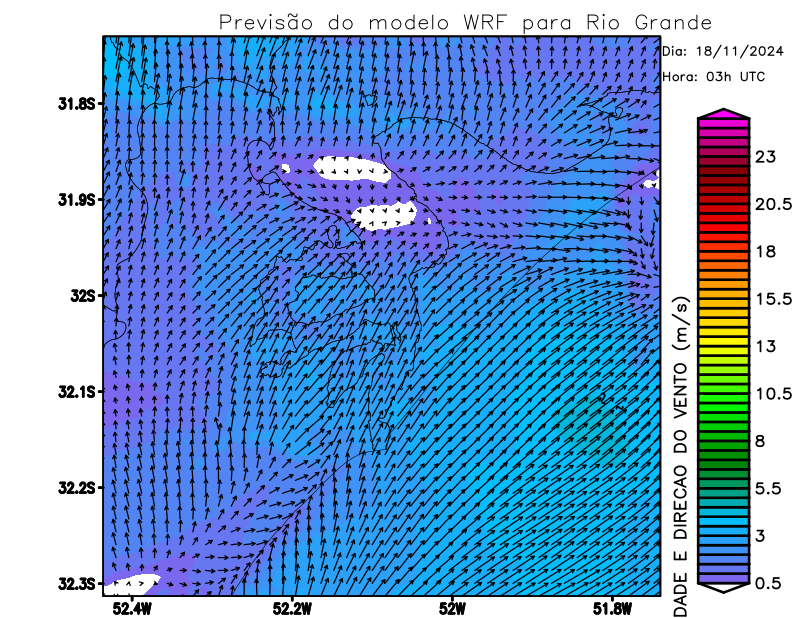 Previsão do modelo WRF para Rio Grande
Dia: 18/11/2024
Hora: 03h UTC
31.8S
31.9S
32S
32.1S
32.2S
32.3S
52.4W
52.2W
52W
51.8W
DADE E DIRECAO DO VENTO (m/s)
23
20.5
18
15.5
13
10.5
8
5.5
3
0.5